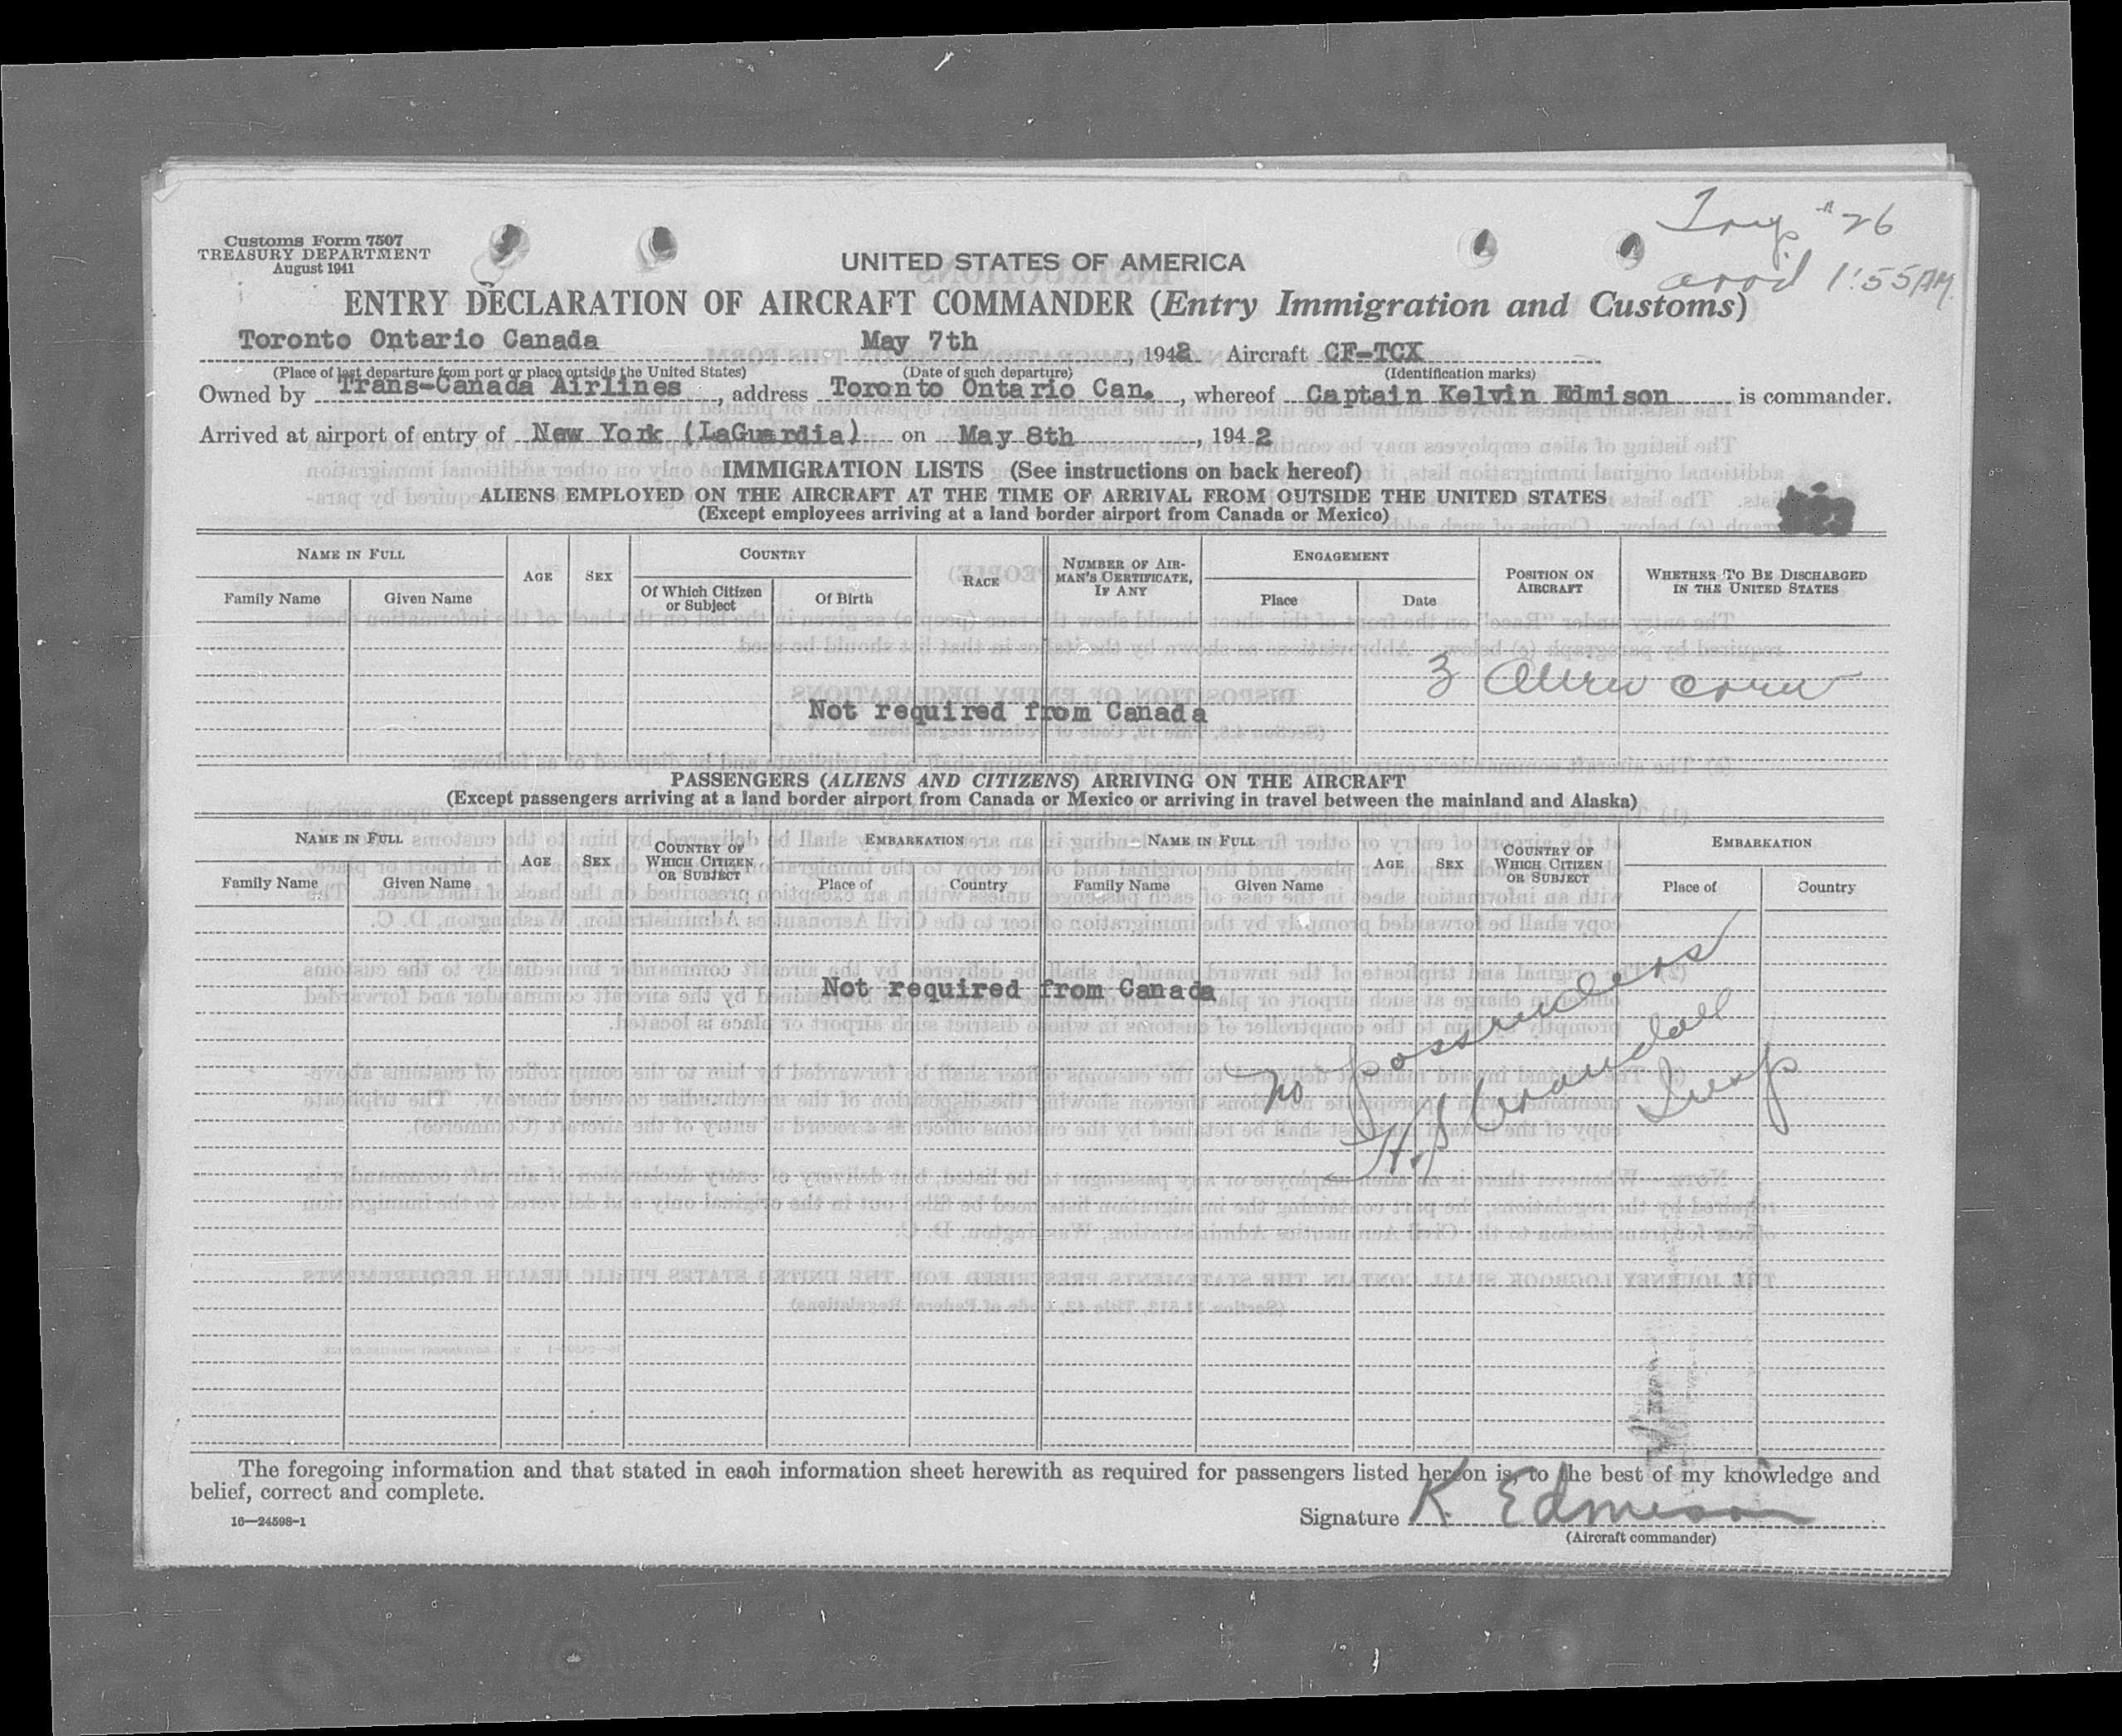 Customs Form 7507
TREASURY DEPARTMENT
August 1941
#26
arr'd 1:55 AM
UNITED STATES OF AMERICA
ENTRY DECLARATION OF AIRCRAFT COMMANDER (Entry Immigration and Customs)
Toronto Ontario Canada May 7th, 1942 Aircraft CF-TCX
(Place of last departure from port or place outside the United States) (Date of such departure) (Identification marks)
Owned by Trans-Canada Airlines, address Toronto Ontario Can., whereof Captain Kelvin Edmison is commander.
Arrived at airport of entry of New York (LaGuardia) on May 8th, 1942
IMMIGRATION LISTS (See instructions on back hereof)
ALIENS EMPLOYED ON THE AIRCRAFT AT THE TIME OF ARRIVAL FROM OUTSIDE THE UNITED STATES
(Except employees arriving at a land border airport from Canada or Mexico)
NAME IN FULL AGE SEX COUNTRY RACE NUMBER OF AIRMAN'S CERTIFICATE, IF ANY ENGAGEMENT POSITION ON AIRCRAFT WHETHER TO BE DISCHARGED IN THE UNITED STATES
Family Name Given Name Of Which Citizen or Subject Of Birth Place Date
3 Alien crew
Not required from Canada
PASSENGERS (ALIENS AND CITIZENS) ARRIVING ON THE AIRCRAFT
(Except passengers arriving at a land border airport from Canada or Mexico or arriving in travel between the mainland and Alaska)
NAME IN FULL AGE SEX COUNTRY OF WHICH CITIZEN OR SUBJECT EMBARKATION NAME IN FULL AGE SEX COUNTRY OF WHICH CITIZEN OR SUBJECT EMBARKATION
Family Name Given Name Place of Country Family Name Given Name Place of Country
Not required from Canada
no passengers
H. S. Crandall
Insp
The foregoing information and that stated in each information sheet herewith as required for passengers listed hereon is, to the best of my knowledge and
belief, correct and complete.
16—24598-1
Signature K Edmison
(Aircraft commander)